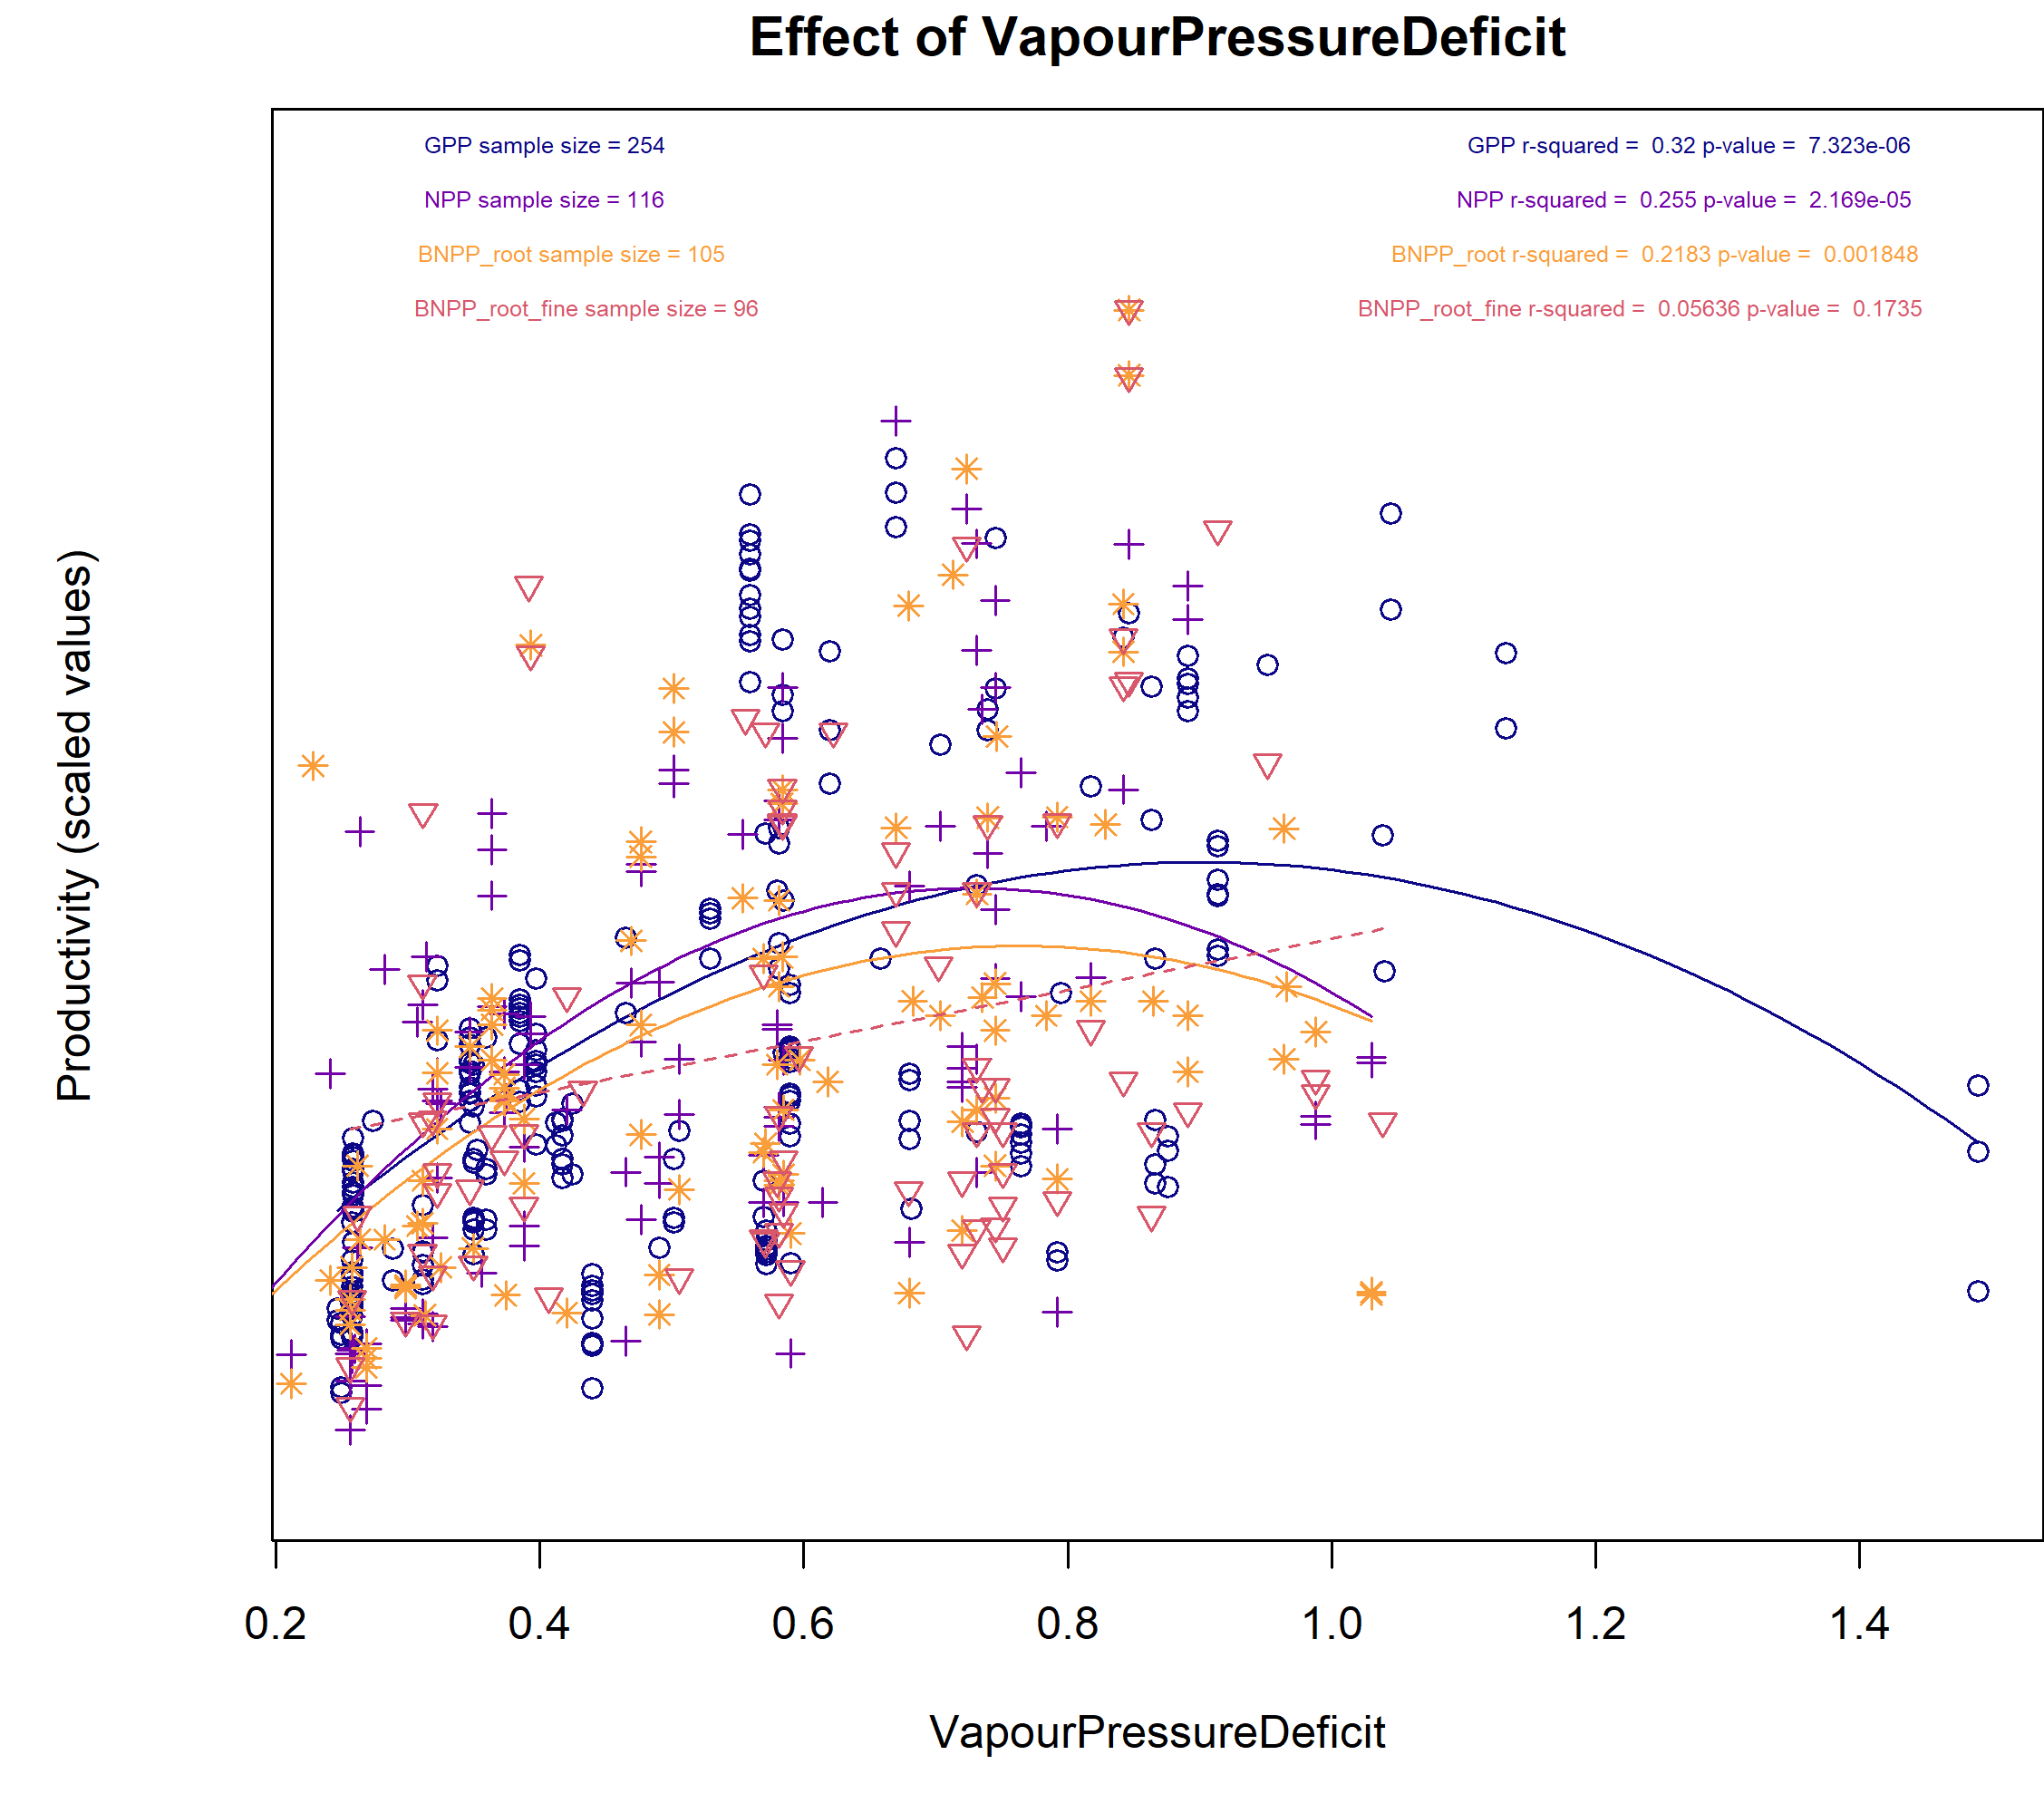 Effect of VapourPressureDeficit
GPP sample size = 254
GPP r-squared = 0.32 p-value = 7.323e-06
NPP sample size = 116
NPP r-squared = 0.255 p-value = 2.169e-05
BNPP_root sample size = 105
BNPP_root r-squared = 0.2183 p-value = 0.001848
BNPP_root_fine sample size = 96
BNPP_root_fine r-squared = 0.05636 p-value = 0.1735
Productivity (scaled values)
0.2 0.4 0.6 0.8 1.0 1.2 1.4
VapourPressureDeficit